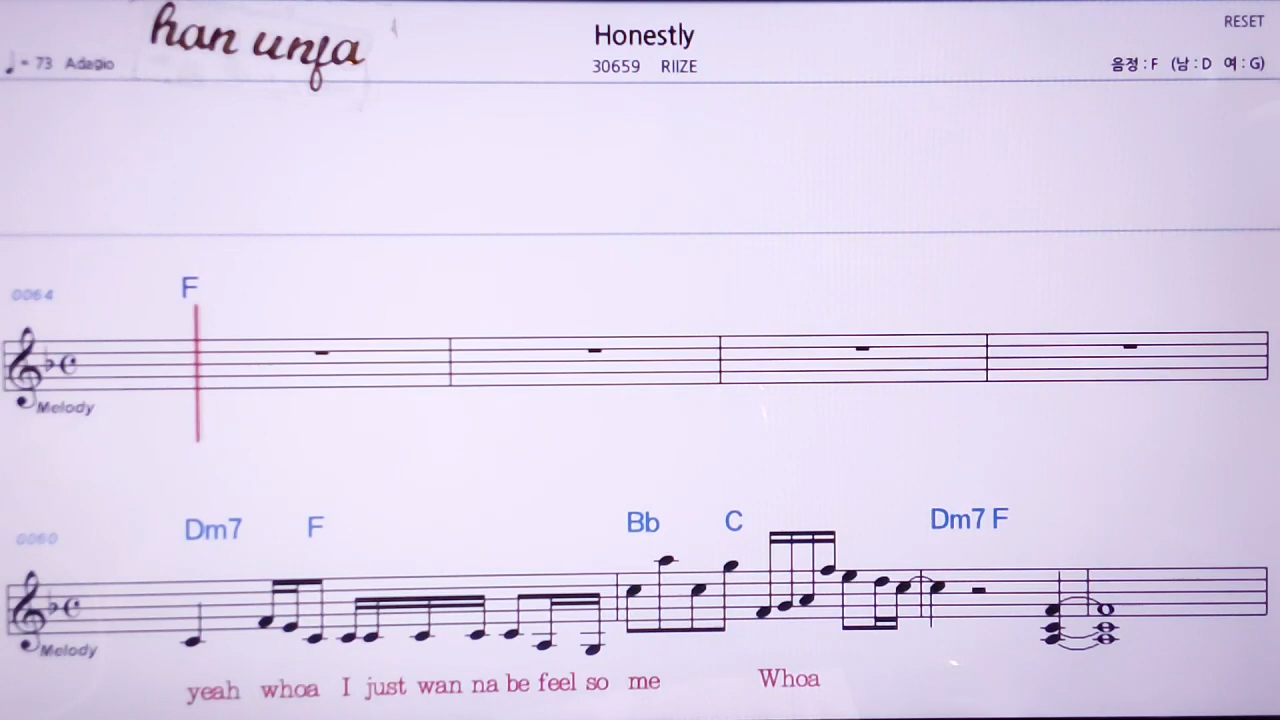 han unfa
Honestly
RESET
♩ = 73 Adagio
30659 RIIZE
음정 : F (남 : D 여 : G)
0064
F
Melody
0060
Dm7 F Bb C Dm7 F
Melody
yeah whoa I just wan na be feel so me Whoa